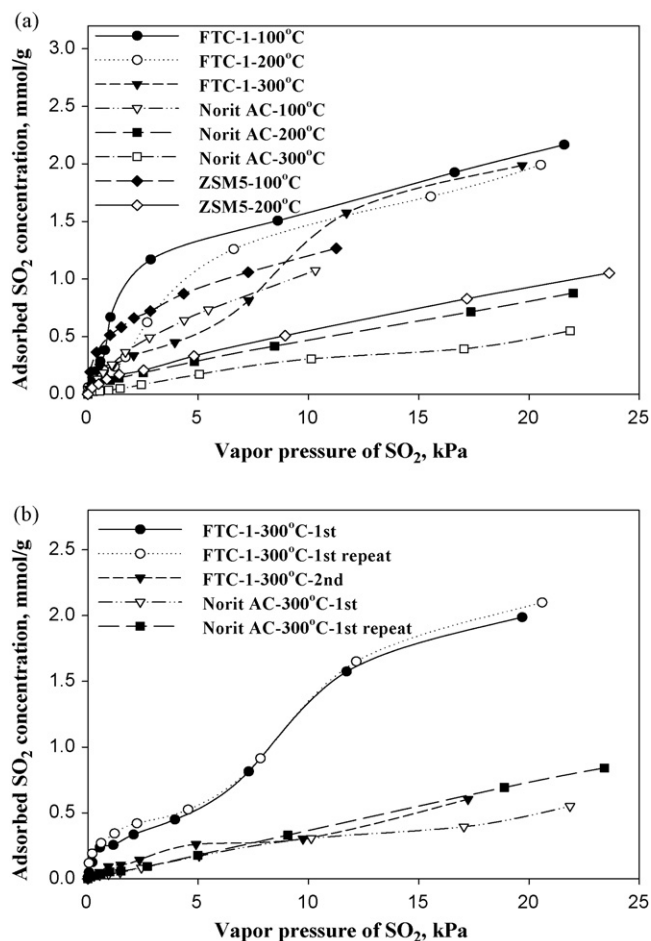 (a)
FTC-1-100°C
FTC-1-200°C
FTC-1-300°C
Norit AC-100°C
Norit AC-200°C
Norit AC-300°C
ZSM5-100°C
ZSM5-200°C
Adsorbed SO₂ concentration, mmol/g
3.0
2.5
2.0
1.5
1.0
0.5
0.0
0 5 10 15 20 25
Vapor pressure of SO₂, kPa
(b)
FTC-1-300°C-1st
FTC-1-300°C-1st repeat
FTC-1-300°C-2nd
Norit AC-300°C-1st
Norit AC-300°C-1st repeat
Adsorbed SO₂ concentration, mmol/g
2.5
2.0
1.5
1.0
0.5
0.0
0 5 10 15 20 25
Vapor pressure of SO₂, kPa